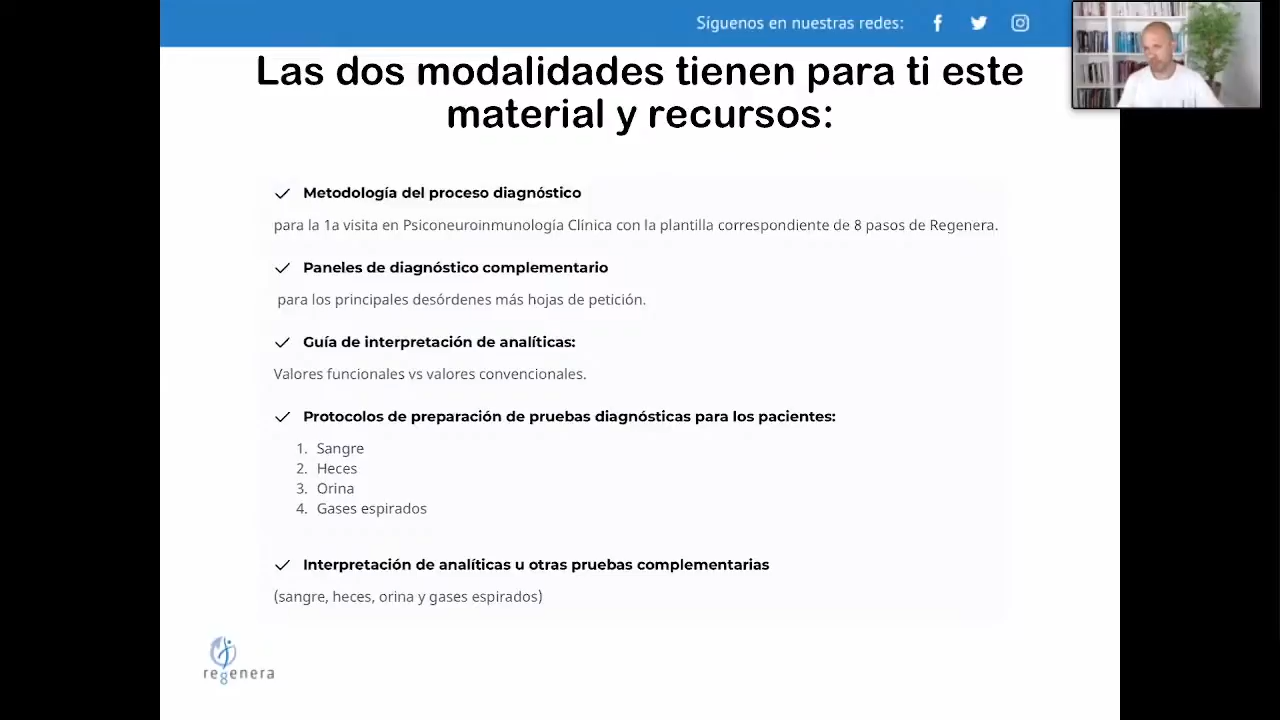 Síguenos en nuestras redes:
Las dos modalidades tienen para ti este
material y recursos:
Metodología del proceso diagnóstico
para la 1a visita en Psiconeuroinmunología Clínica con la plantilla correspondiente de 8 pasos de Regenera.
Paneles de diagnóstico complementario
para los principales desórdenes más hojas de petición.
Guía de interpretación de analíticas:
Valores funcionales vs valores convencionales.
Protocolos de preparación de pruebas diagnósticas para los pacientes:
1. Sangre
2. Heces
3. Orina
4. Gases espirados
Interpretación de analíticas u otras pruebas complementarias
(sangre, heces, orina y gases espirados)
regenera